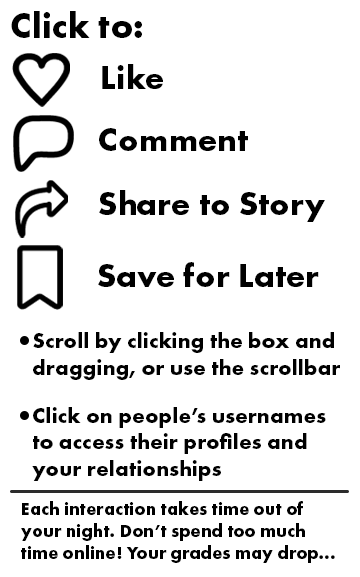 Click to:
Like
Comment
Share to Story
Save for Later
•Scroll by clicking the box and
dragging, or use the scrollbar
•Click on people's usernames
to access their profiles and
your relationships
Each interaction takes time out of
your night. Don't spend too much
time online! Your grades may drop...